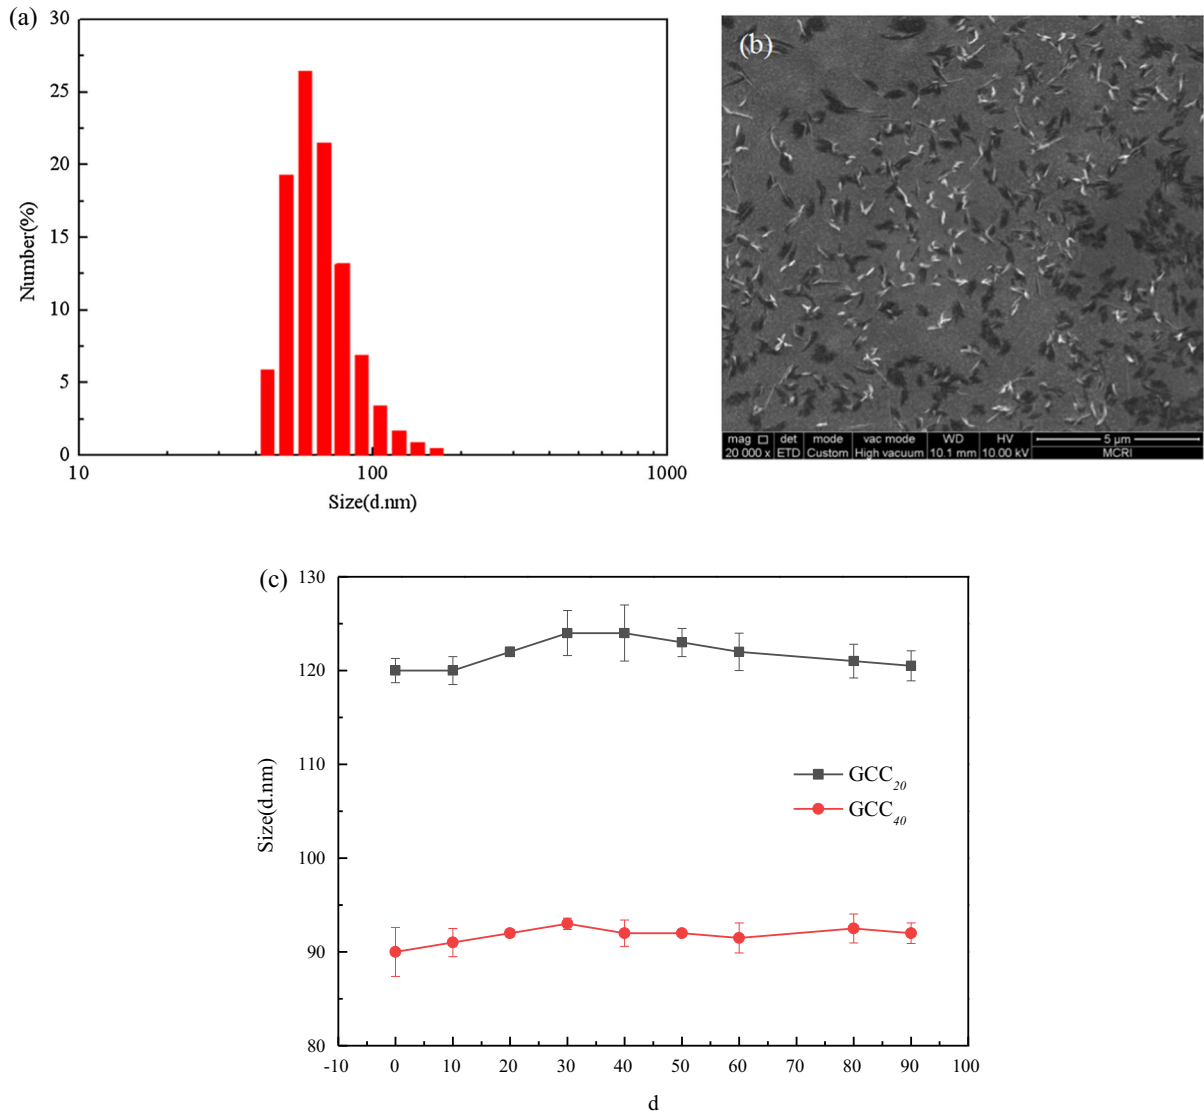 (a)
30
25
20
15
10
5
0
Number(%)
10 100 1000
Size(d.nm)
(b)
mag det mode vac mode WD HV 5 µm
20 000 x ETD Custom High vacuum 10.1 mm 10.00 kV MCRI
(c)
130
120
110
100
90
80
Size(d.nm)
GCC20
GCC40
-10 0 10 20 30 40 50 60 70 80 90 100
d